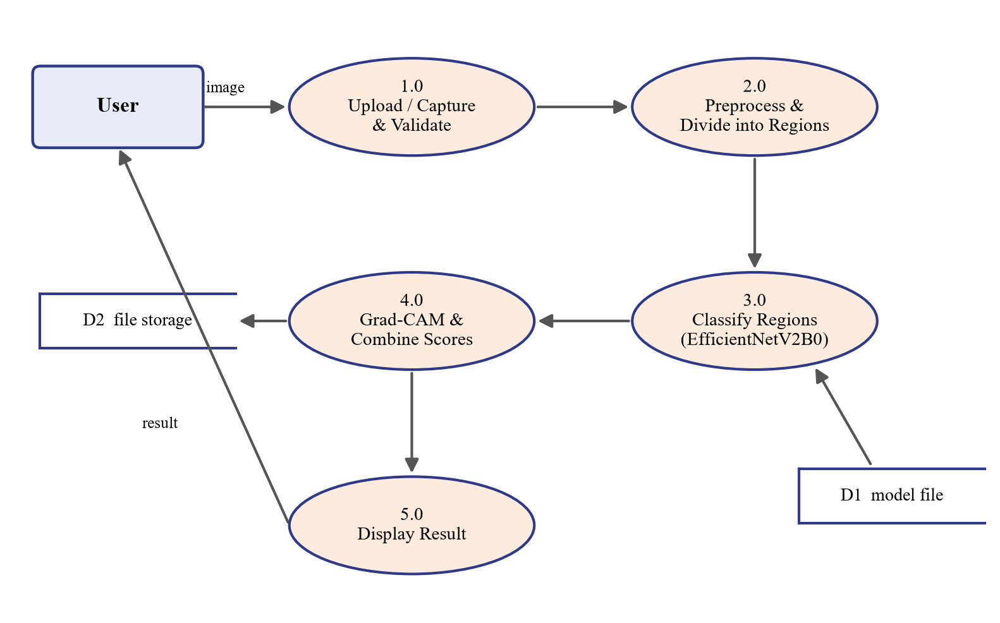 User
image
1.0
Upload / Capture
& Validate
2.0
Preprocess &
Divide into Regions
D2  file storage
4.0
Grad-CAM &
Combine Scores
3.0
Classify Regions
(EfficientNetV2B0)
result
5.0
Display Result
D1  model file